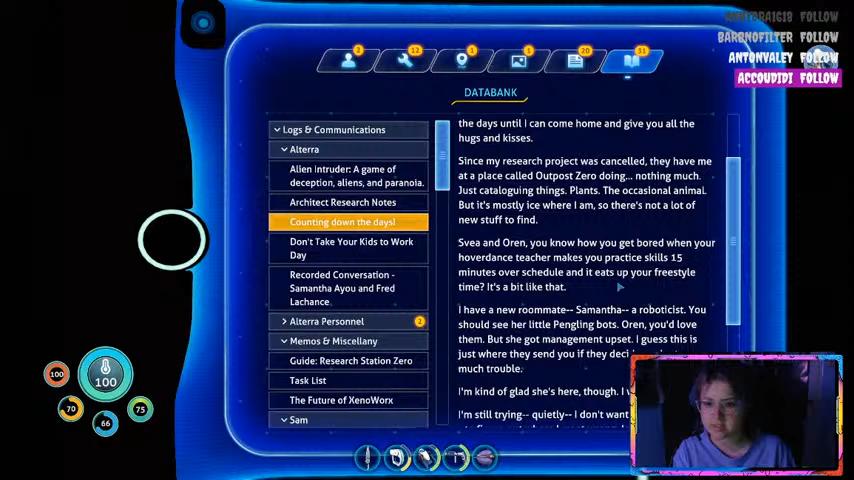 FOLLOW
BARBNOFILTER FOLLOW
ANTONVALEY FOLLOW
ACCOUDIDI FOLLOW
2
12
1
1
20
31
DATABANK
Logs & Communications
Alterra
Alien Intruder: A game of
deception, aliens, and paranoia.
Architect Research Notes
Counting down the days!
Don't Take Your Kids to Work
Day
Recorded Conversation -
Samantha Ayou and Fred
Lachance
Alterra Personnel
2
Memos & Miscellany
Guide: Research Station Zero
Task List
The Future of XenoWorx
Sam
the days until I can come home and give you all the
hugs and kisses.
Since my research project was cancelled, they have me
at a place called Outpost Zero doing... nothing much.
Just cataloguing things. Plants. The occasional animal.
But it's mostly ice where I am, so there's not a lot of
new stuff to find.
Svea and Oren, you know how you get bored when your
hoverdance teacher makes you practice skills 15
minutes over schedule and it eats up your freestyle
time? It's a bit like that.
I have a new roommate-- Samantha-- a roboticist. You
should see her little Pengling bots. Oren, you'd love
them. But she got management upset. I guess this is
just where they send you if they deci
much trouble.
I'm kind of glad she's here, though. I
I'm still trying-- quietly-- I don't want
100
100
70
66
75